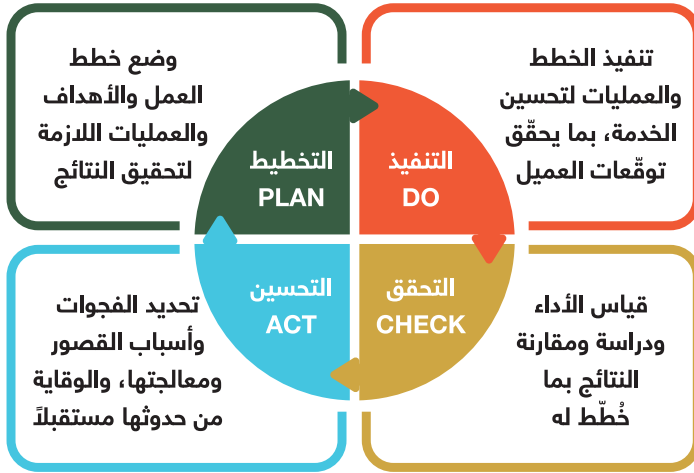 وضع خطط
العمل والأهداف
والعمليات اللازمة
لتحقيق النتائج
التخطيط
PLAN
تنفيذ الخطط
والعمليات لتحسين
الخدمة، بما يحقّق
توقّعات العميل
التنفيذ
DO
قياس الأداء
ودراسة ومقارنة
النتائج بما
خُطّط له
التحقق
CHECK
تحديد الفجوات
وأسباب القصور
ومعالجتها، والوقاية
من حدوثها مستقبلاً
التحسين
ACT